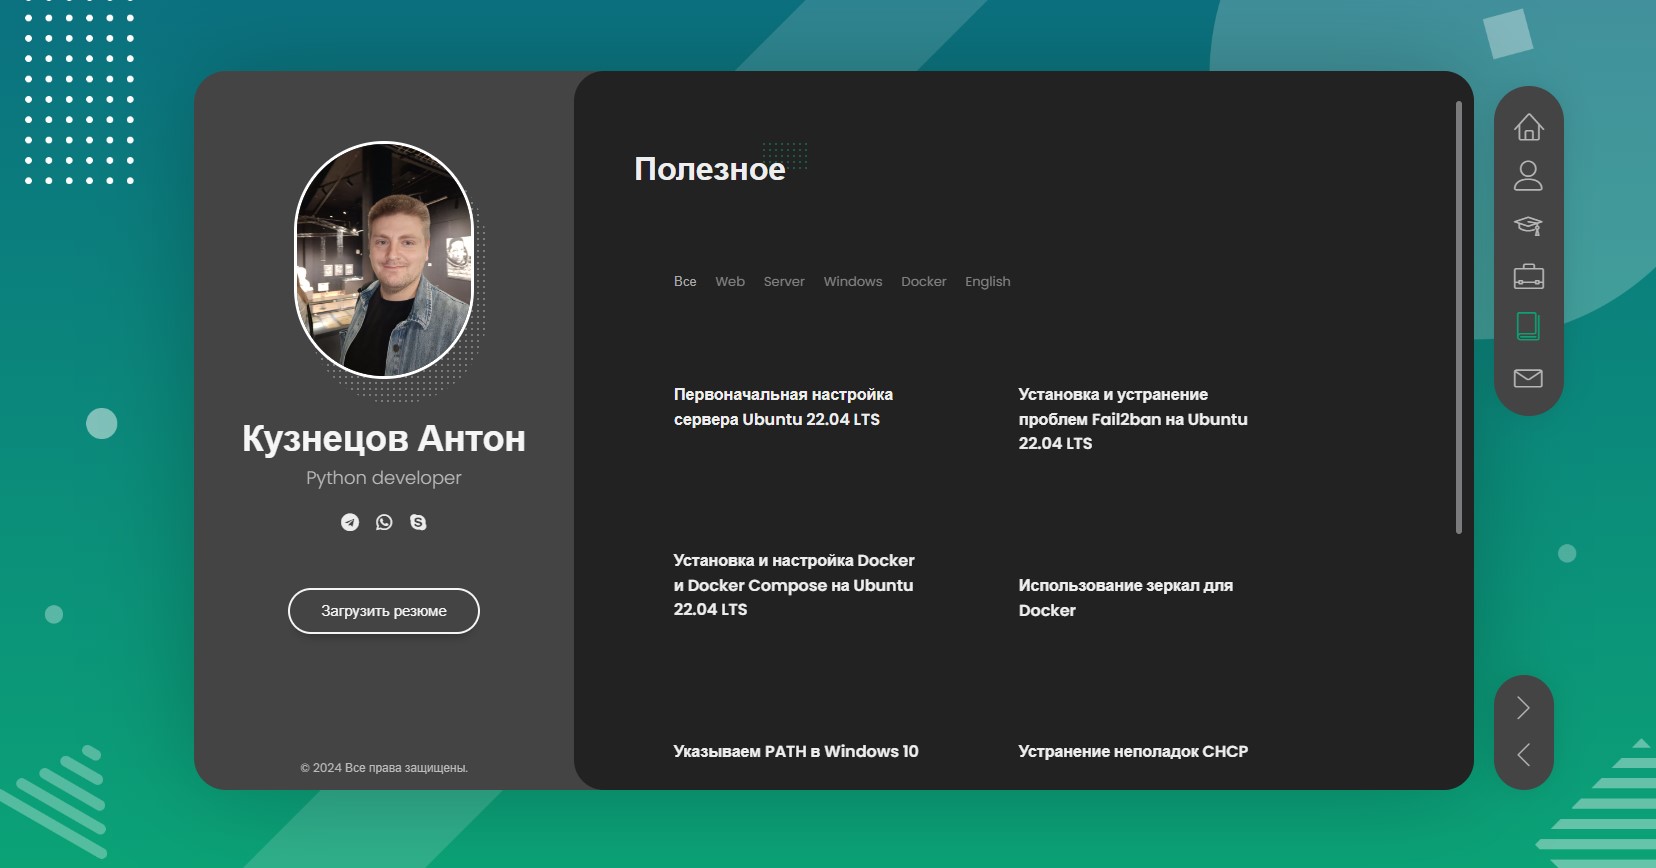 Кузнецов Антон
Python developer
Загрузить резюме
© 2024 Все права защищены.
Полезное
Все Web Server Windows Docker English
Первоначальная настройка
сервера Ubuntu 22.04 LTS
Установка и устранение
проблем Fail2ban на Ubuntu
22.04 LTS
Установка и настройка Docker
и Docker Compose на Ubuntu
22.04 LTS
Использование зеркал для
Docker
Указываем PATH в Windows 10
Устранение неполадок CHCP